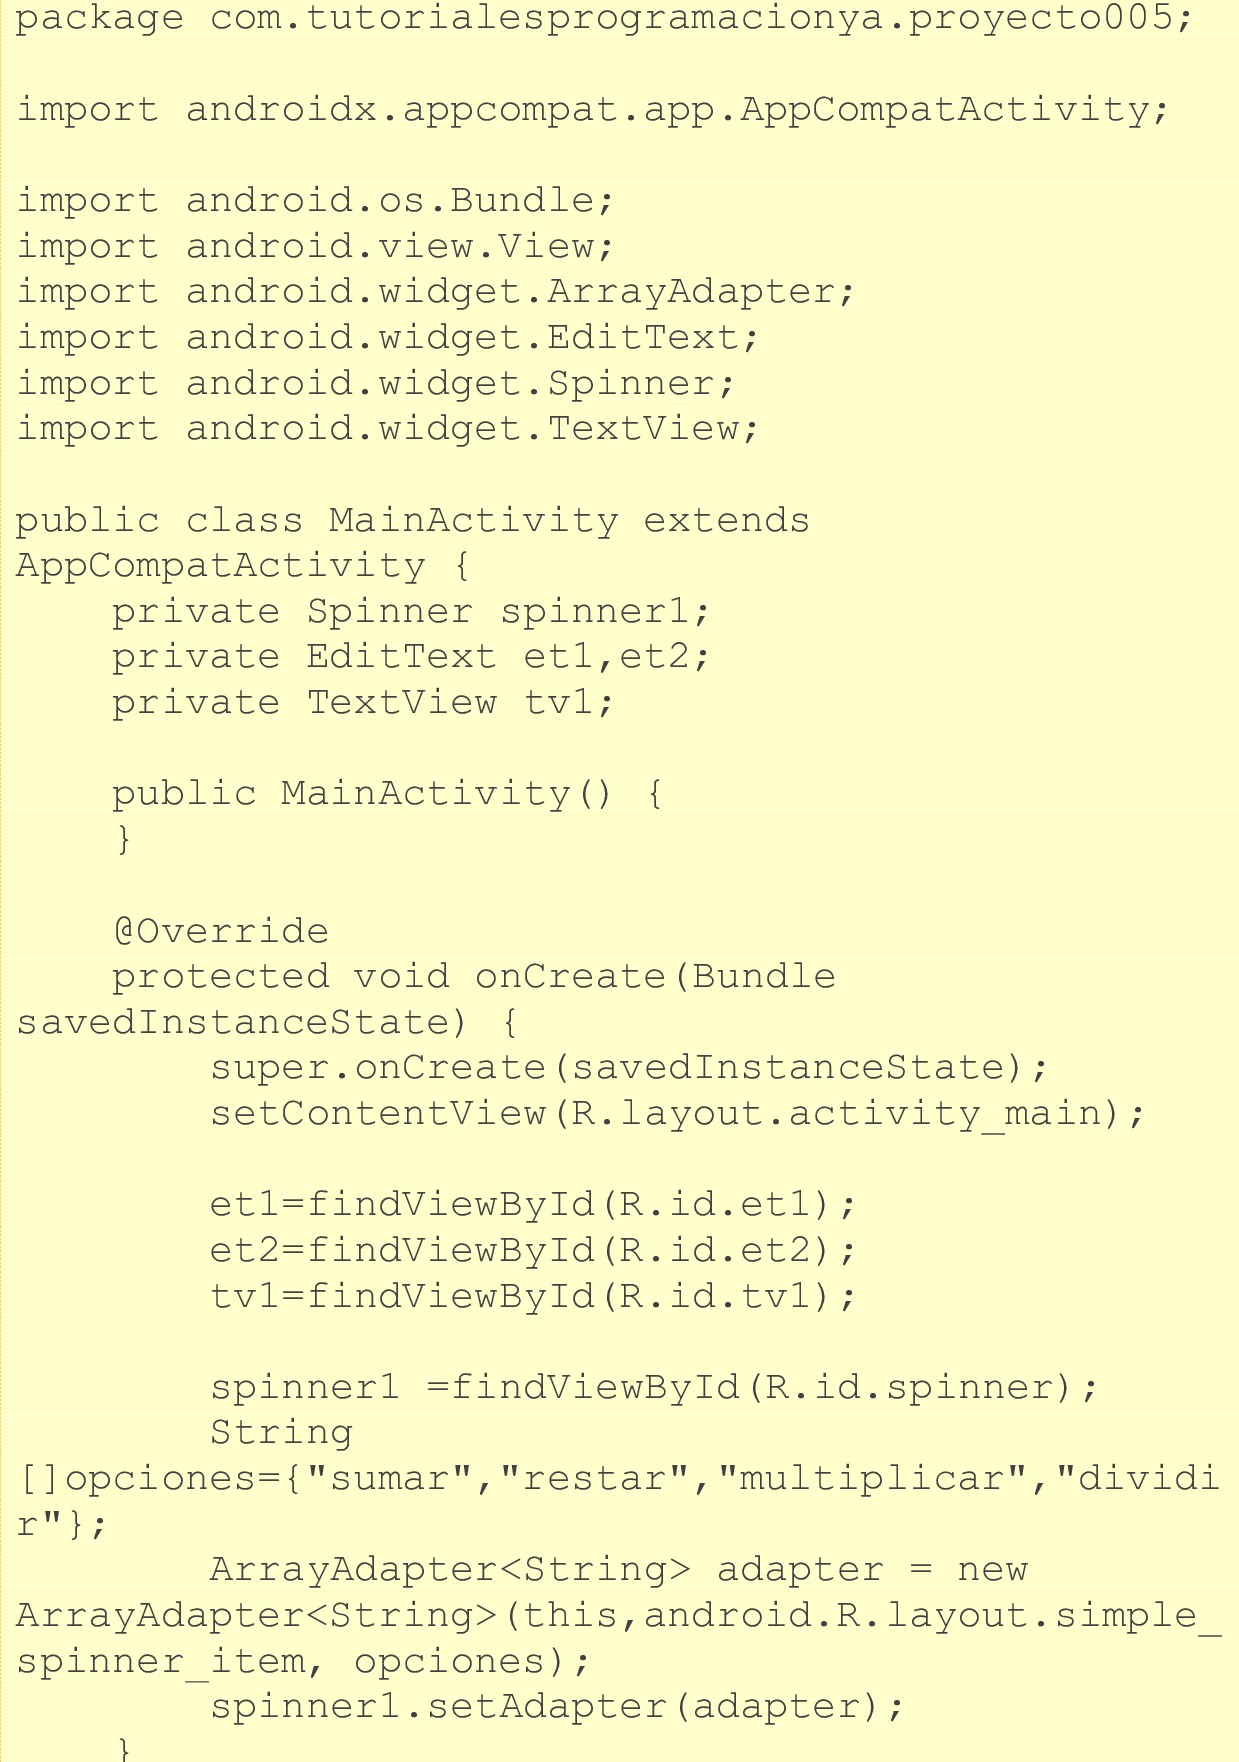 package com.tutorialesprogramacionya.proyecto005;
import androidx.appcompat.app.AppCompatActivity;
import android.os.Bundle;
import android.view.View;
import android.widget.ArrayAdapter;
import android.widget.EditText;
import android.widget.Spinner;
import android.widget.TextView;
public class MainActivity extends
AppCompatActivity {
    private Spinner spinner1;
    private EditText et1,et2;
    private TextView tv1;
    public MainActivity() {
    }
    @Override
    protected void onCreate(Bundle
savedInstanceState) {
        super.onCreate(savedInstanceState);
        setContentView(R.layout.activity_main);
        et1=findViewById(R.id.et1);
        et2=findViewById(R.id.et2);
        tv1=findViewById(R.id.tv1);
        spinner1 =findViewById(R.id.spinner);
        String
[]opciones={"sumar","restar","multiplicar","dividi
r"};
        ArrayAdapter<String> adapter = new
ArrayAdapter<String>(this,android.R.layout.simple_
spinner_item, opciones);
        spinner1.setAdapter(adapter);
    }